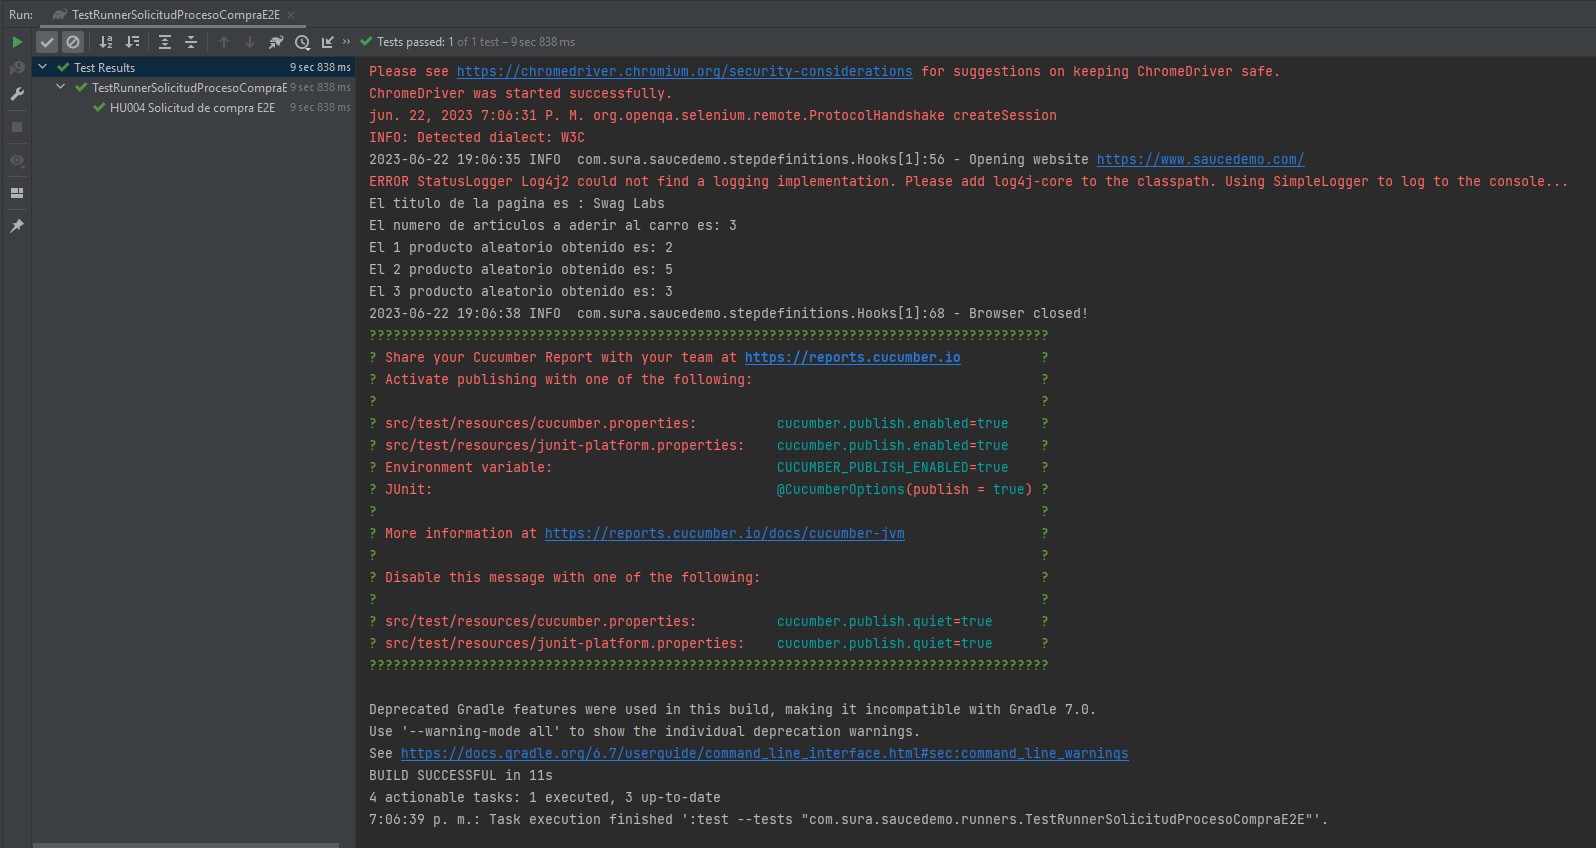 Run: TestRunnerSolicitudProcesoCompraE2E
Tests passed: 1 of 1 test – 9 sec 838 ms
Test Results 9 sec 838 ms
TestRunnerSolicitudProcesoCompraE 9 sec 838 ms
HU004 Solicitud de compra E2E 9 sec 838 ms
Please see https://chromedriver.chromium.org/security-considerations for suggestions on keeping ChromeDriver safe.
ChromeDriver was started successfully.
jun. 22, 2023 7:06:31 P. M. org.openqa.selenium.remote.ProtocolHandshake createSession
INFO: Detected dialect: W3C
2023-06-22 19:06:35 INFO  com.sura.saucedemo.stepdefinitions.Hooks[1]:56 - Opening website https://www.saucedemo.com/
ERROR StatusLogger Log4j2 could not find a logging implementation. Please add log4j-core to the classpath. Using SimpleLogger to log to the console...
El titulo de la pagina es : Swag Labs
El numero de articulos a aderir al carro es: 3
El 1 producto aleatorio obtenido es: 2
El 2 producto aleatorio obtenido es: 5
El 3 producto aleatorio obtenido es: 3
2023-06-22 19:06:38 INFO  com.sura.saucedemo.stepdefinitions.Hooks[1]:68 - Browser closed!
?????????????????????????????????????????????????????????????????????????????????????
? Share your Cucumber Report with your team at https://reports.cucumber.io          ?
? Activate publishing with one of the following:                                    ?
?                                                                                   ?
? src/test/resources/cucumber.properties:          cucumber.publish.enabled=true    ?
? src/test/resources/junit-platform.properties:    cucumber.publish.enabled=true    ?
? Environment variable:                            CUCUMBER_PUBLISH_ENABLED=true    ?
? JUnit:                                           @CucumberOptions(publish = true) ?
?                                                                                   ?
? More information at https://reports.cucumber.io/docs/cucumber-jvm                 ?
?                                                                                   ?
? Disable this message with one of the following:                                   ?
?                                                                                   ?
? src/test/resources/cucumber.properties:          cucumber.publish.quiet=true      ?
? src/test/resources/junit-platform.properties:    cucumber.publish.quiet=true      ?
?????????????????????????????????????????????????????????????????????????????????????
Deprecated Gradle features were used in this build, making it incompatible with Gradle 7.0.
Use '--warning-mode all' to show the individual deprecation warnings.
See https://docs.gradle.org/6.7/userguide/command_line_interface.html#sec:command_line_warnings
BUILD SUCCESSFUL in 11s
4 actionable tasks: 1 executed, 3 up-to-date
7:06:39 p. m.: Task execution finished ':test --tests "com.sura.saucedemo.runners.TestRunnerSolicitudProcesoCompraE2E"'.